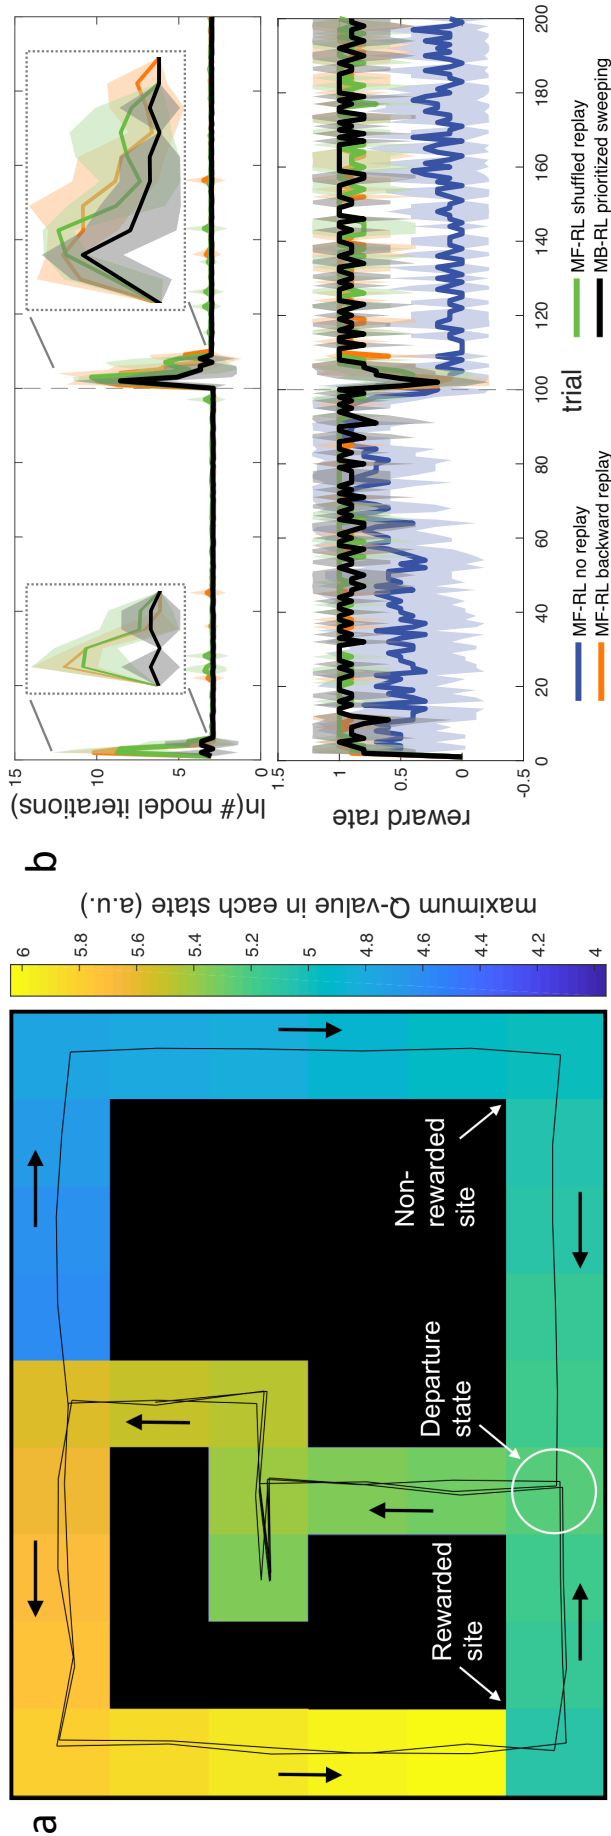 a
Rewarded
site
Departure
state
Non-
rewarded
site
6
5.8
5.6
5.4
5.2
5
4.8
4.6
4.4
4.2
4
maximum Q-value in each state (a.u.)
b
15
10
5
0
ln(# model iterations)
1.5
1
0.5
0
-0.5
reward rate
0
20
40
60
80
100
120
140
160
180
200
trial
MF-RL no replay
MF-RL backward replay
MF-RL shuffled replay
MB-RL prioritized sweeping